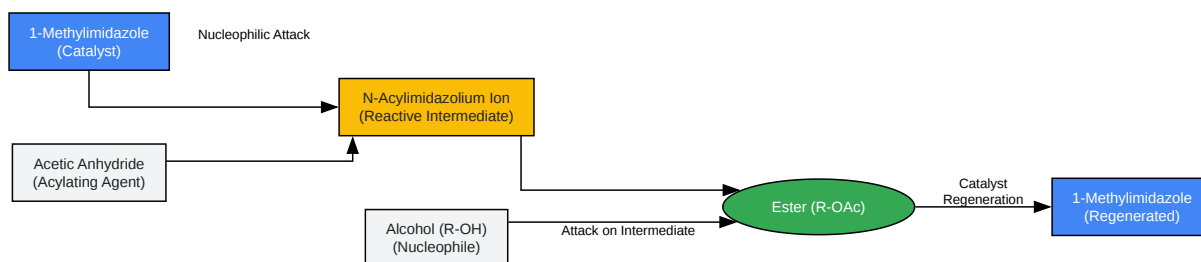 1-Methylimidazole
(Catalyst)
Nucleophilic Attack
N-Acylimidazolium Ion
(Reactive Intermediate)
Acetic Anhydride
(Acylating Agent)
Alcohol (R-OH)
(Nucleophile)
Attack on Intermediate
Ester (R-OAc)
Catalyst
Regeneration
1-Methylimidazole
(Regenerated)